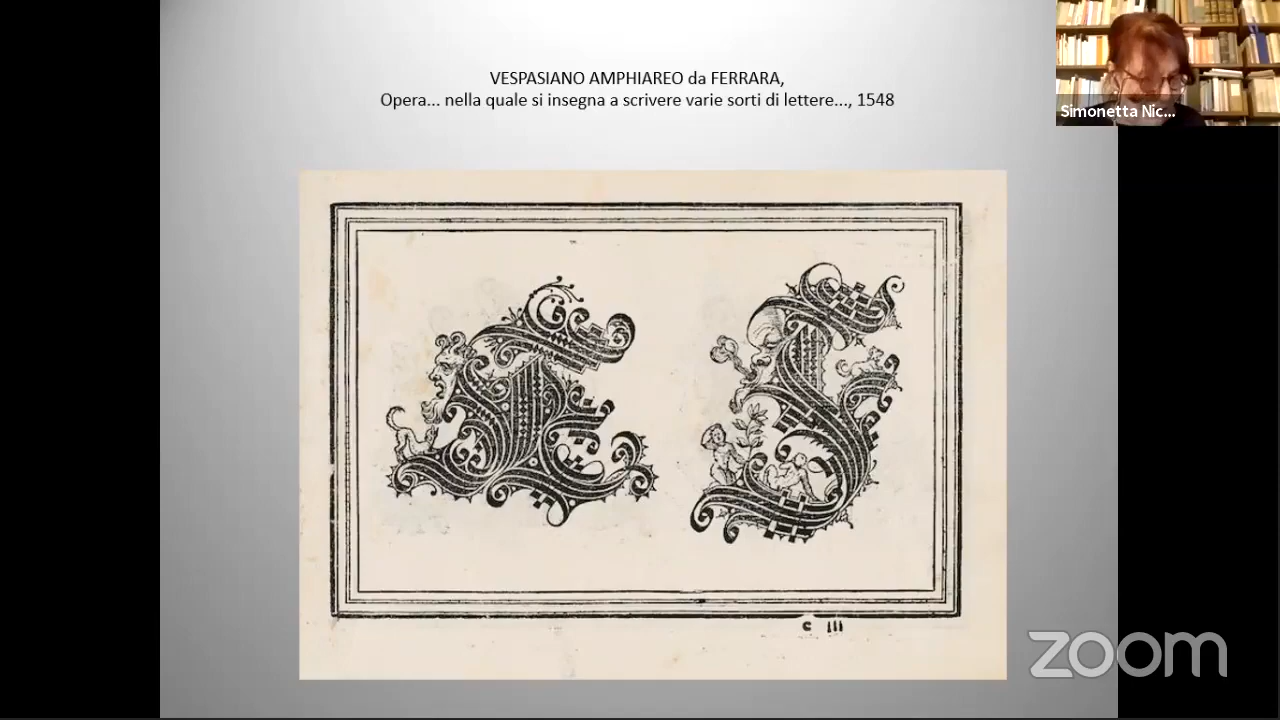 VESPASIANO AMPHIAREO da FERRARA,
Opera... nella quale si insegna a scrivere varie sorti di lettere..., 1548
Simonetta Nic...
c iii
zoom